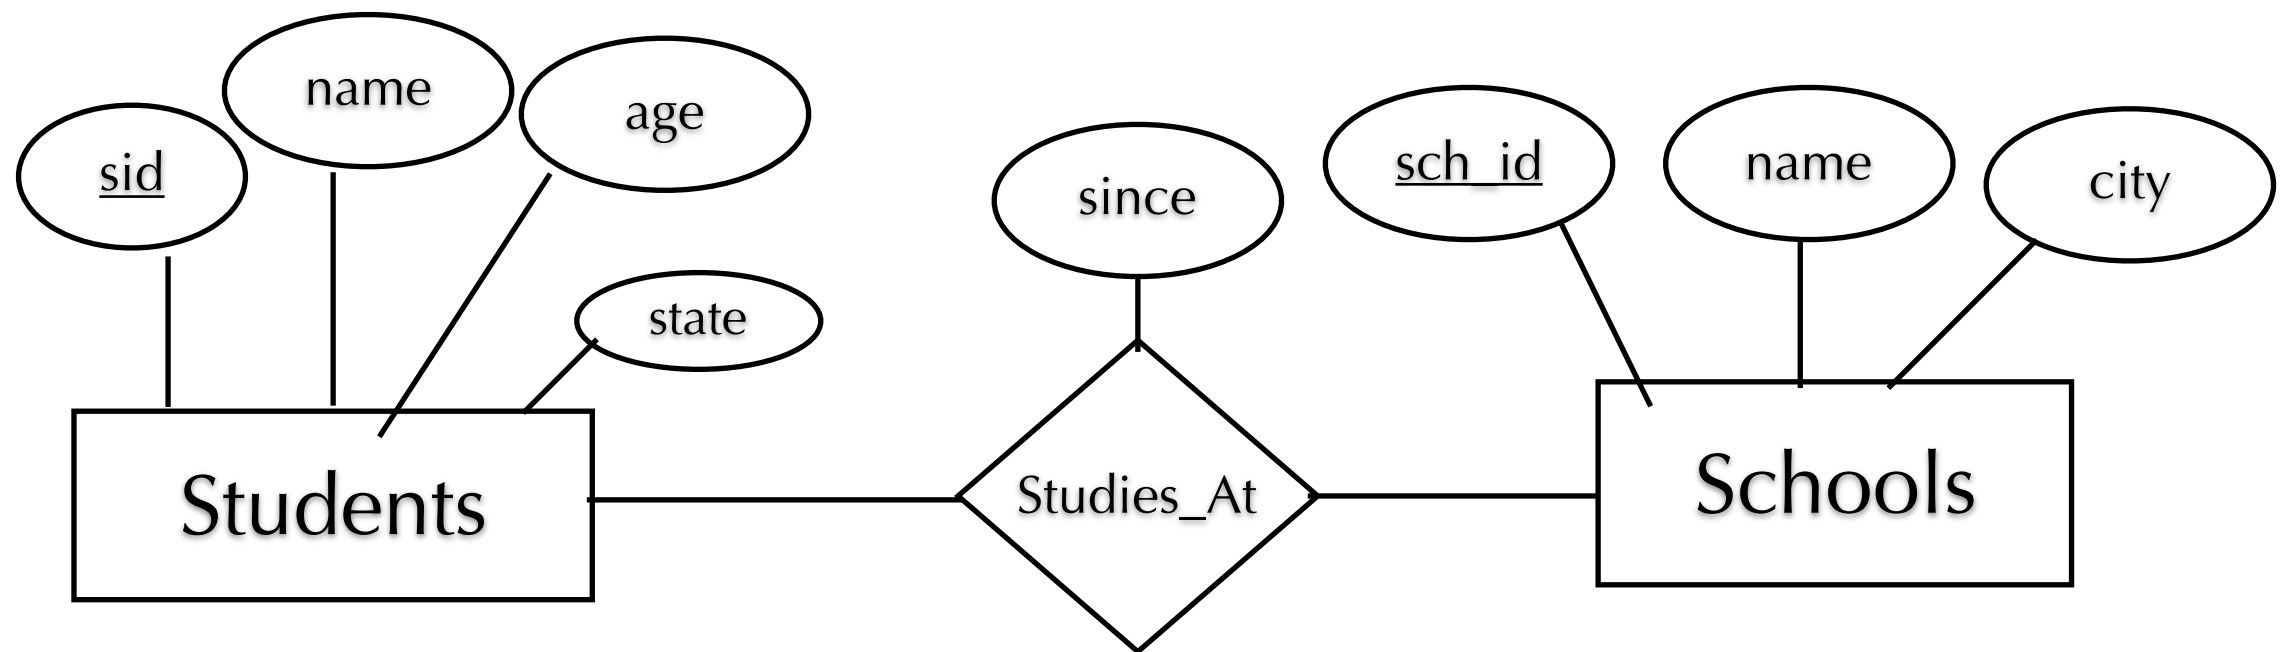 name
age
sid
since
sch_id
name
city
state
Students
Studies_At
Schools